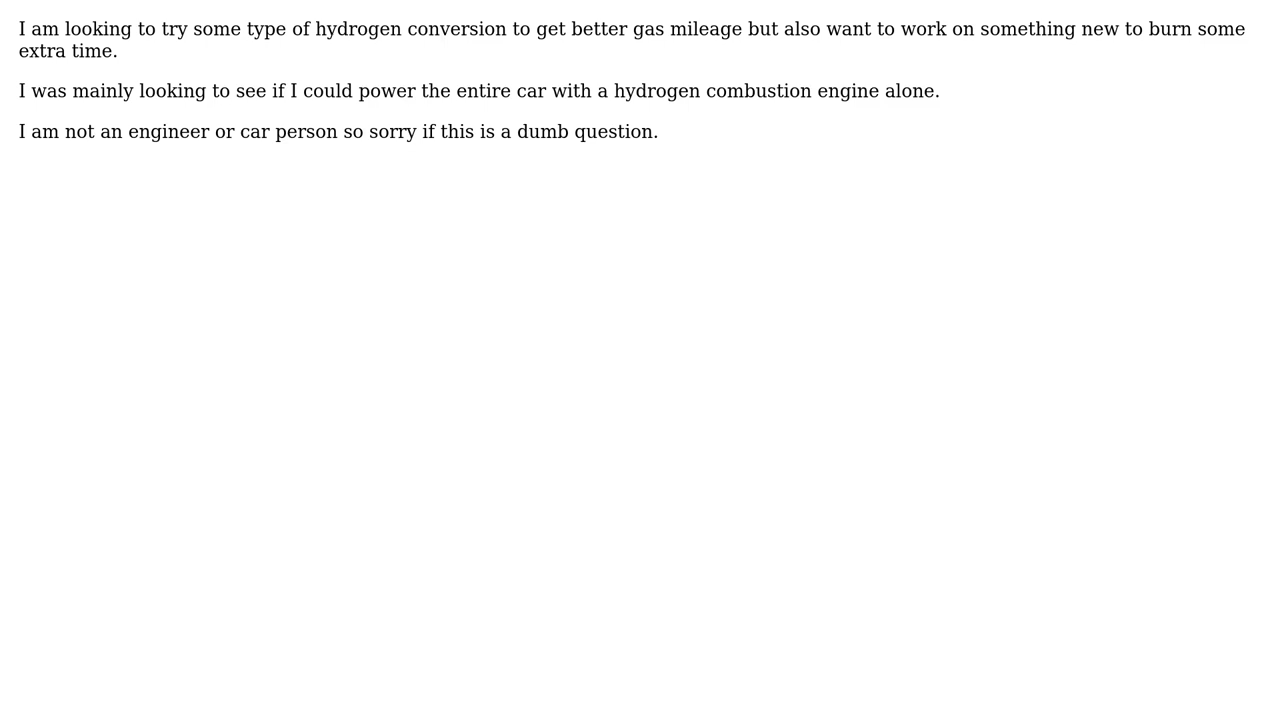 I am looking to try some type of hydrogen conversion to get better gas mileage but also want to work on something new to burn some
extra time.
I was mainly looking to see if I could power the entire car with a hydrogen combustion engine alone.
I am not an engineer or car person so sorry if this is a dumb question.